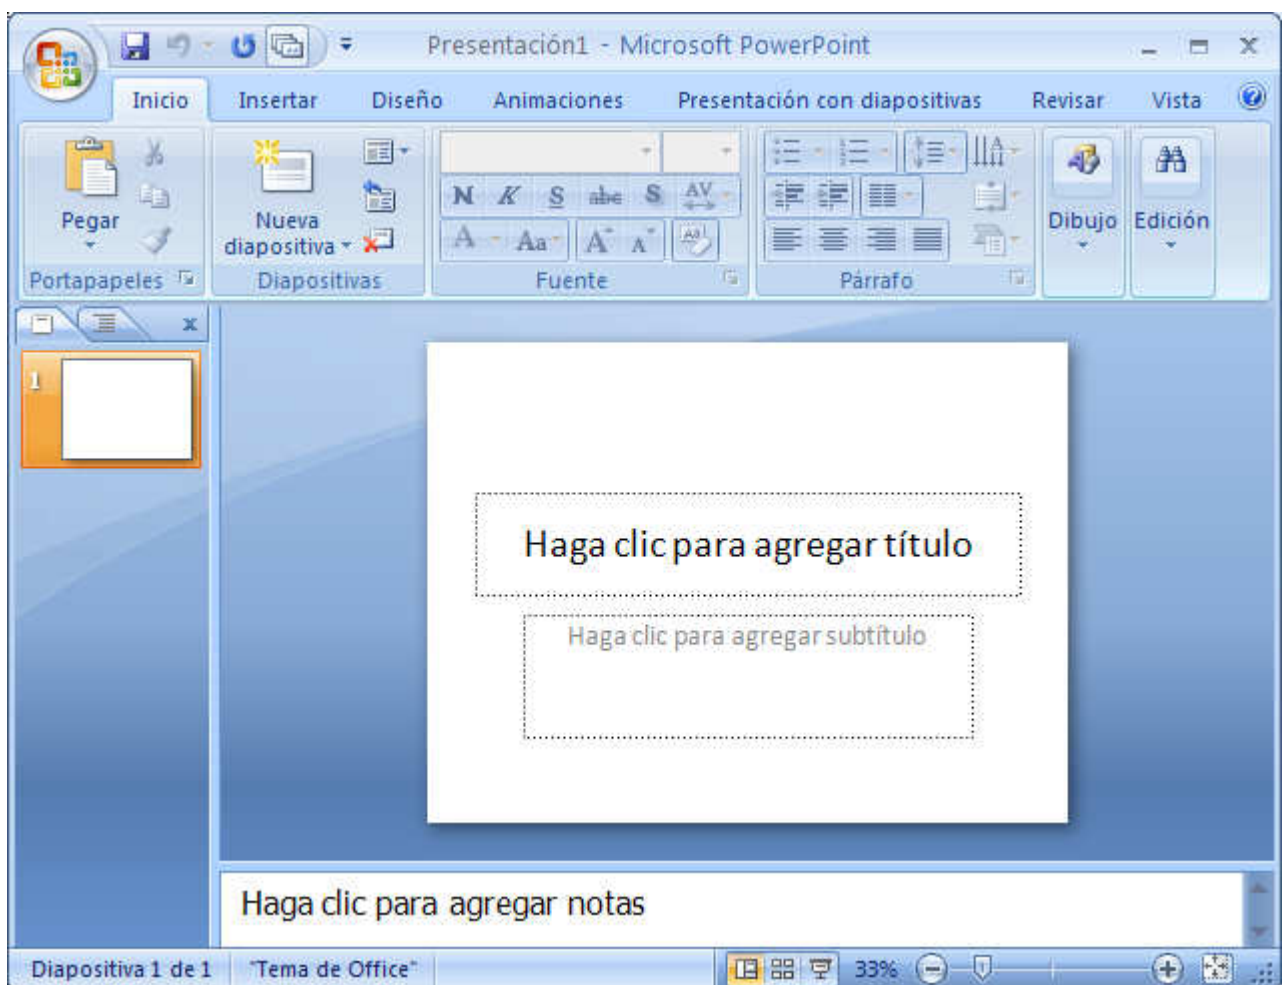 Presentación1 - Microsoft PowerPoint
Inicio Insertar Diseño Animaciones Presentación con diapositivas Revisar Vista
Pegar
Nueva
diapositiva
N K S abc S AV
A Aa A A Aa
Dibujo Edición
Portapapeles Diapositivas Fuente Párrafo
1
Haga clic para agregar título
Haga clic para agregar subtítulo
Haga clic para agregar notas
Diapositiva 1 de 1 "Tema de Office" 33%